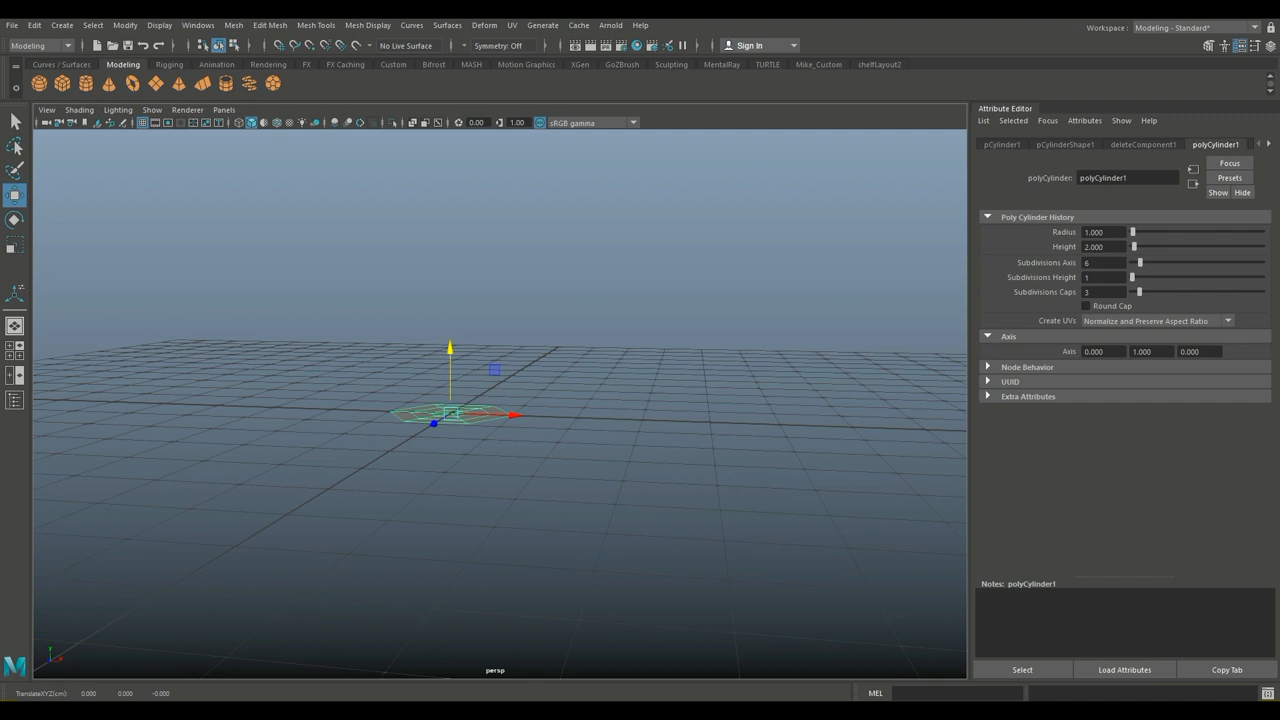 File Edit Create Select Modify Display Windows Mesh Edit Mesh Mesh Tools Mesh Display Curves Surfaces Deform UV Generate Cache Arnold Help
Workspace : Modeling - Standard*
Modeling No Live Surface Symmetry: Off Sign In
Curves / Surfaces Modeling Rigging Animation Rendering FX FX Caching Custom Bifrost MASH Motion Graphics XGen GoZBrush Sculpting MentalRay TURTLE Mike_Custom shelfLayout2
View Shading Lighting Show Renderer Panels
0.00 1.00 sRGB gamma
persp
Attribute Editor
List Selected Focus Attributes Show Help
pCylinder1 pCylinderShape1 deleteComponent1 polyCylinder1
polyCylinder: polyCylinder1
Focus
Presets
Show Hide
Poly Cylinder History
Radius 1.000
Height 2.000
Subdivisions Axis 6
Subdivisions Height 1
Subdivisions Caps 3
Round Cap
Create UVs Normalize and Preserve Aspect Ratio
Axis
Axis 0.000 1.000 0.000
Node Behavior
UUID
Extra Attributes
Notes: polyCylinder1
Select Load Attributes Copy Tab
TranslateXYZ(cm): 0.000 0.000 -0.000 MEL